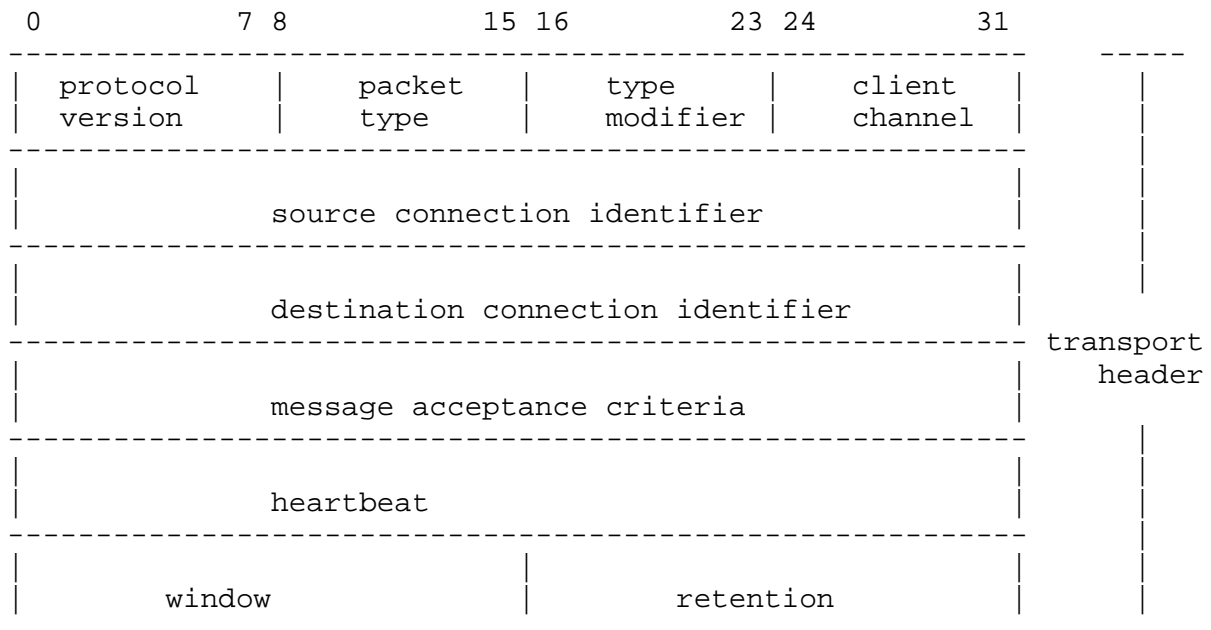 0 7 8 15 16 23 24 31
protocol packet type client
version type modifier channel
source connection identifier
destination connection identifier
transport
header
message acceptance criteria
heartbeat
window retention